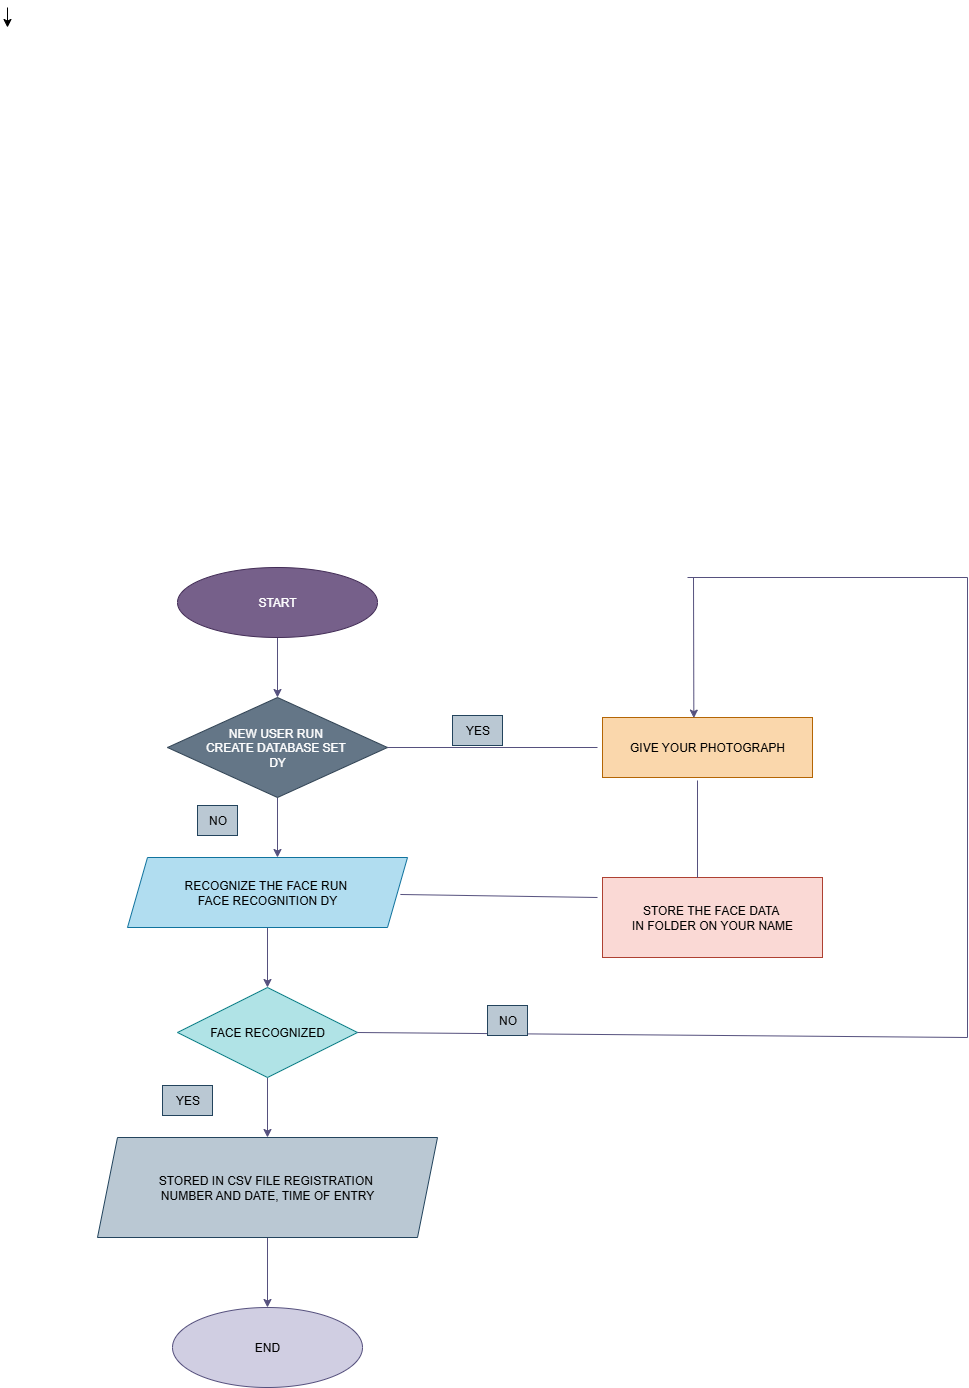 START
NEW USER RUN
CREATE DATABASE SET
DY
YES
GIVE YOUR PHOTOGRAPH
NO
RECOGNIZE THE FACE RUN
FACE RECOGNITION DY
STORE THE FACE DATA
IN FOLDER ON YOUR NAME
FACE RECOGNIZED
NO
YES
STORED IN CSV FILE REGISTRATION
NUMBER AND DATE, TIME OF ENTRY
END